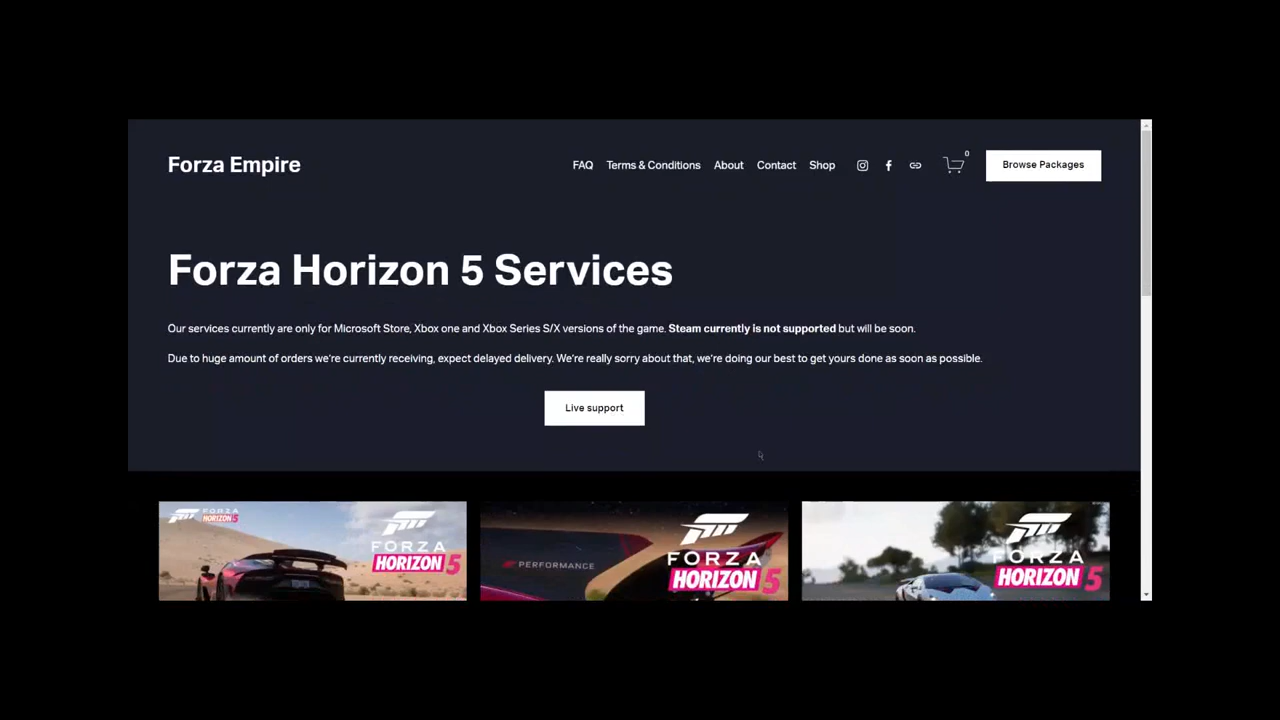 Forza Empire
FAQ Terms & Conditions About Contact Shop
0
Browse Packages
Forza Horizon 5 Services
Our services currently are only for Microsoft Store, Xbox one and Xbox Series S/X versions of the game. Steam currently is not supported but will be soon.
Due to huge amount of orders we're currently receiving, expect delayed delivery. We're really sorry about that, we're doing our best to get yours done as soon as possible.
Live support
FORZA
HORIZON 5
FORZA
HORIZON 5
PERFORMANCE
FORZA
HORIZON 5
FORZA
HORIZON 5